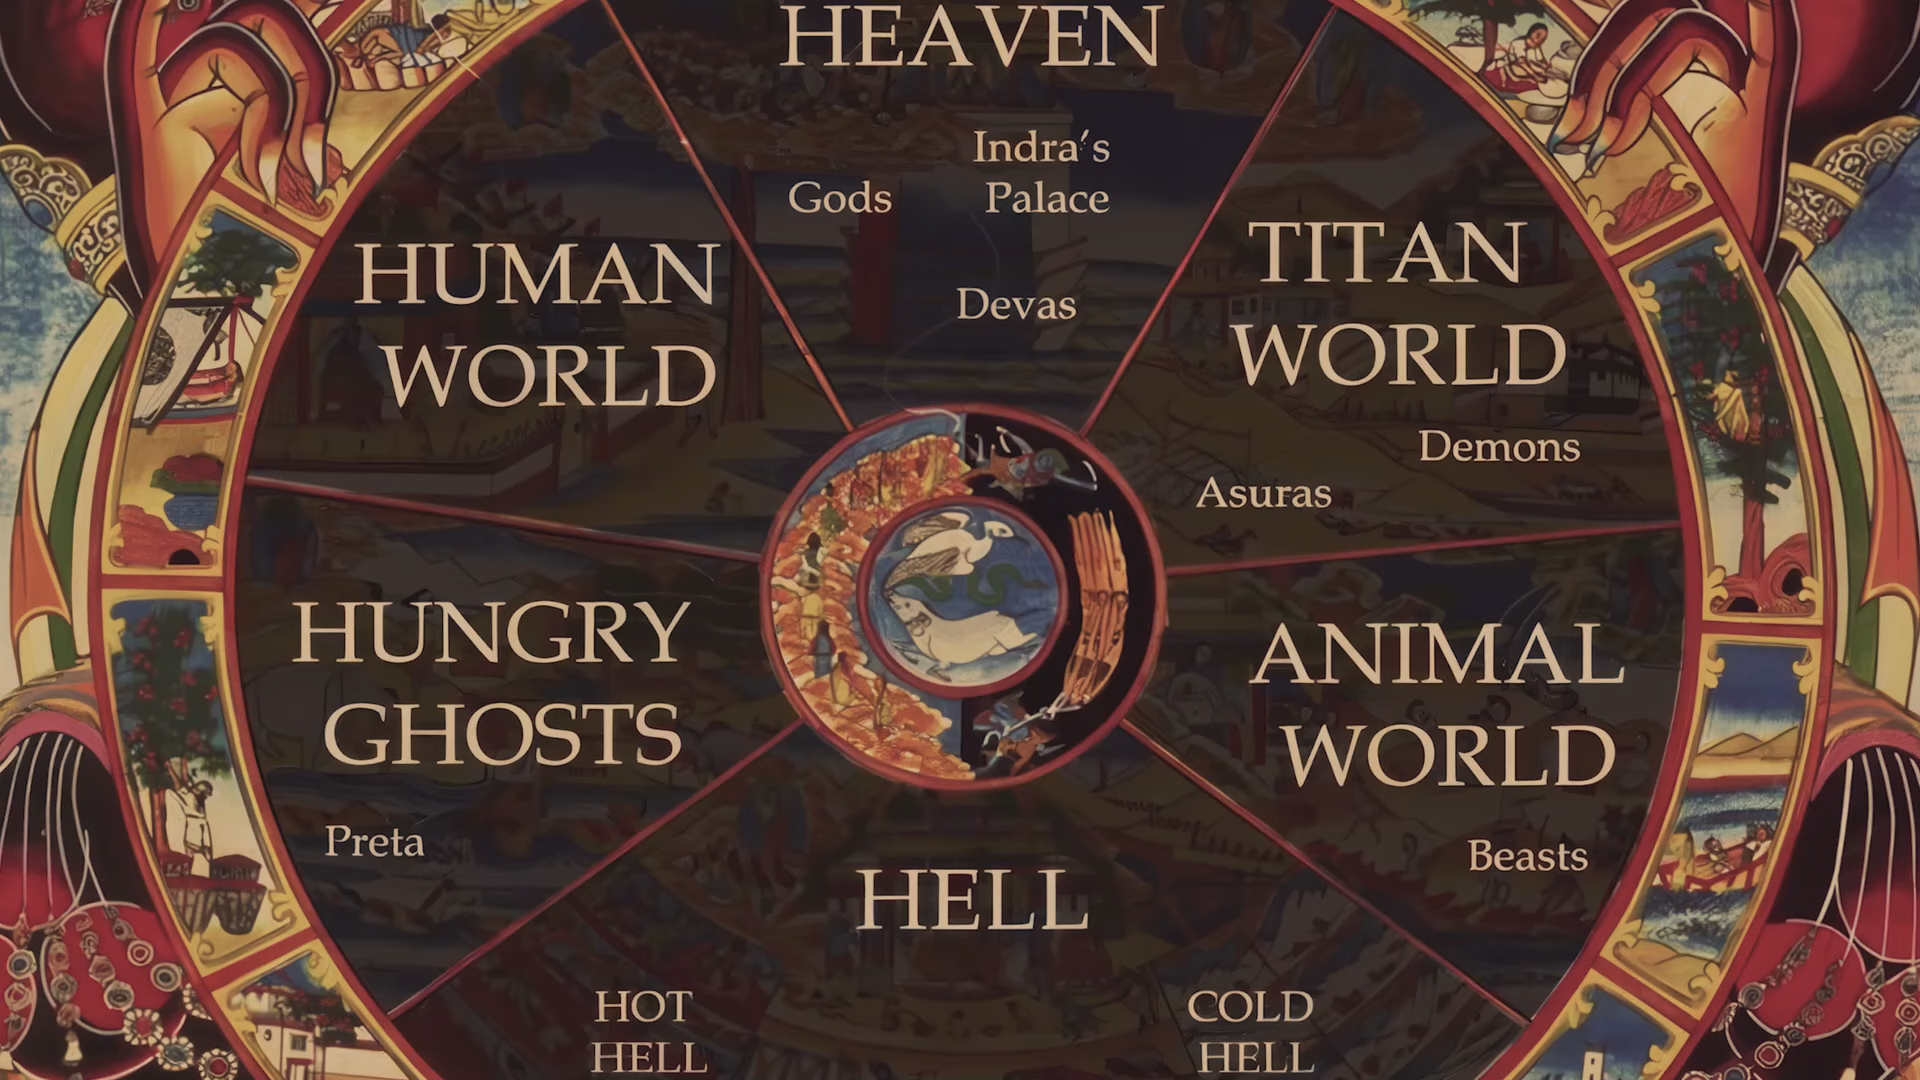 HEAVEN
Indra's
Gods Palace
Devas
HUMAN
WORLD
TITAN
WORLD
Demons
Asuras
HUNGRY
GHOSTS
Preta
ANIMAL
WORLD
Beasts
HELL
HOT
HELL
COLD
HELL